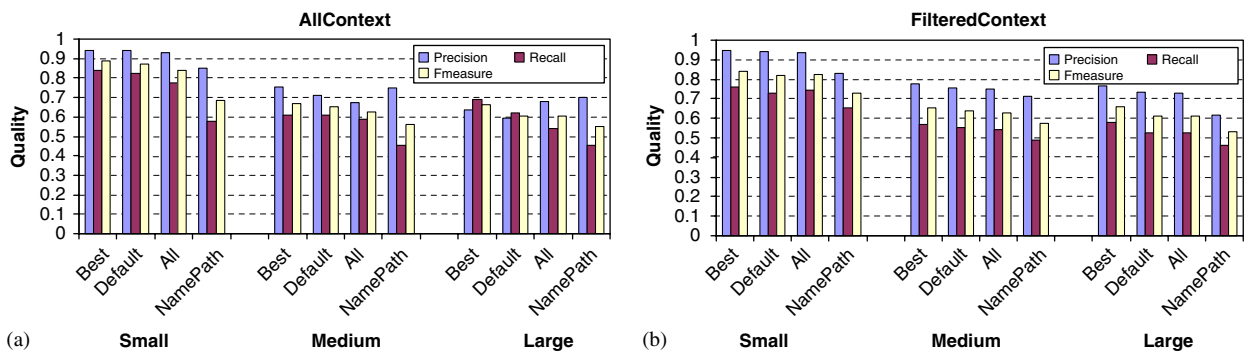 AllContext
Quality
1
0.9
0.8
0.7
0.6
0.5
0.4
0.3
0.2
0.1
0
Precision Recall
Fmeasure
Best Default All NamePath Best Default All NamePath Best Default All NamePath
(a) Small Medium Large
FilteredContext
Quality
1
0.9
0.8
0.7
0.6
0.5
0.4
0.3
0.2
0.1
0
Precision Recall
Fmeasure
Best Default All NamePath Best Default All NamePath Best Default All NamePath
(b) Small Medium Large